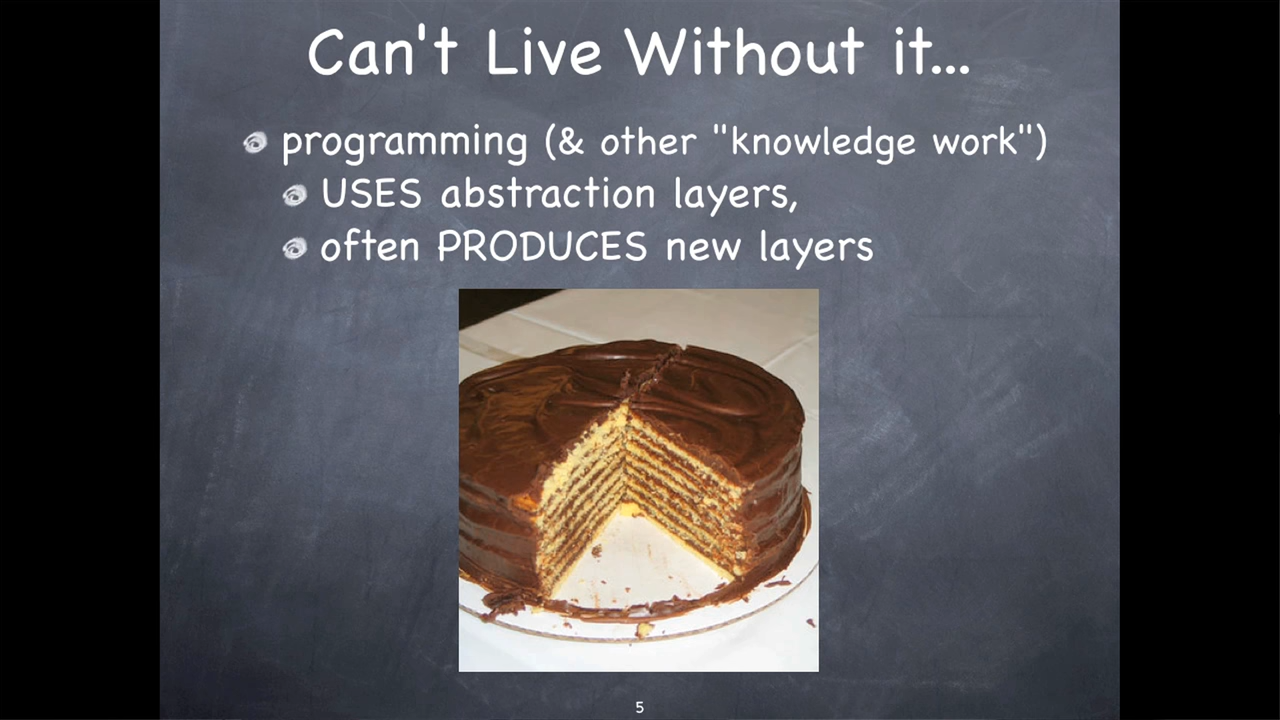 Can't Live Without it...
programming (& other "knowledge work")
USES abstraction layers,
often PRODUCES new layers
5